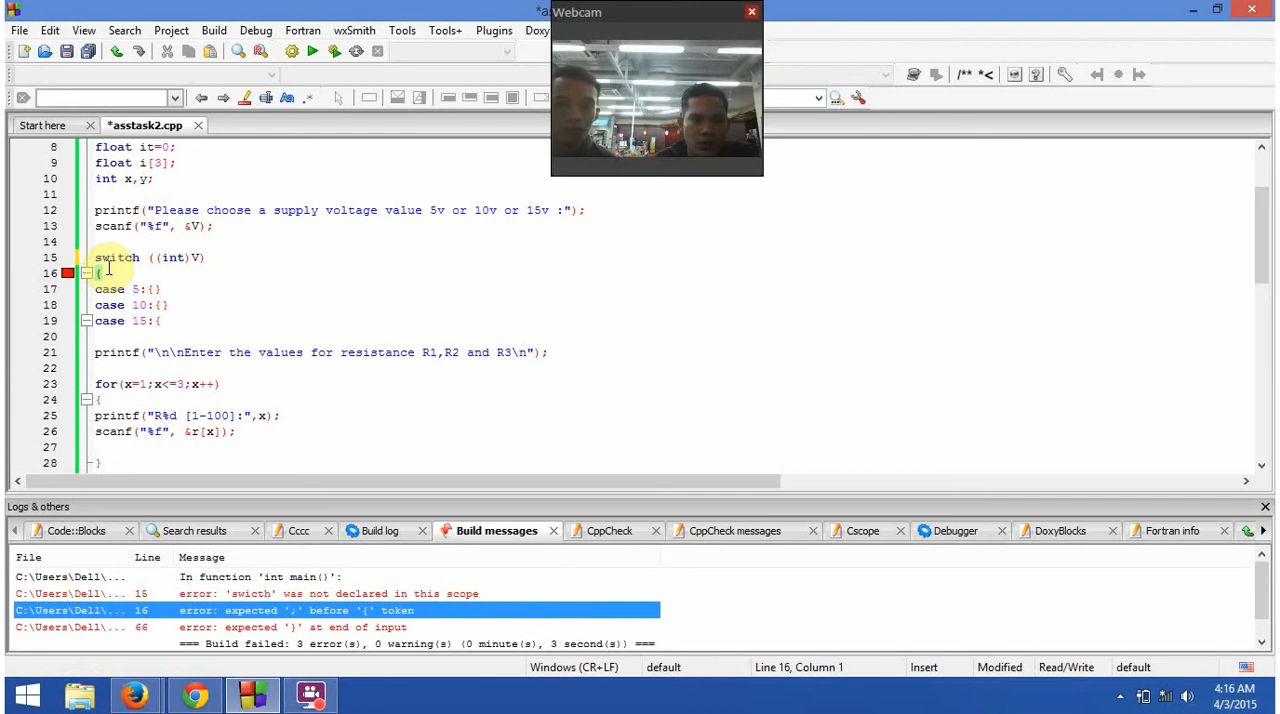 *as
Webcam
File Edit View Search Project Build Debug Fortran wxSmith Tools Tools+ Plugins Doxy
/** *<
Start here *asstask2.cpp
8 float it=0;
9 float i[3];
10 int x,y;
11
12 printf("Please choose a supply voltage value 5v or 10v or 15v :");
13 scanf("%f", &V);
14
15 switch ((int)V)
16 {
17 case 5:{}
18 case 10:{}
19 case 15:{
20
21 printf("\n\nEnter the values for resistance R1,R2 and R3\n");
22
23 for(x=1;x<=3;x++)
24 {
25 printf("R%d [1-100]:",x);
26 scanf("%f", &r[x]);
27
28 }
Logs & others
Code::Blocks Search results Cccc Build log Build messages CppCheck CppCheck messages Cscope Debugger DoxyBlocks Fortran info
File Line Message
C:\Users\Dell\... In function 'int main()':
C:\Users\Dell\... 15 error: 'swicth' was not declared in this scope
C:\Users\Dell\... 16 error: expected ';' before '{' token
C:\Users\Dell\... 66 error: expected '}' at end of input
=== Build failed: 3 error(s), 0 warning(s) (0 minute(s), 3 second(s)) ===
Windows (CR+LF) default Line 16, Column 1 Insert Modified Read/Write default
4:16 AM
4/3/2015